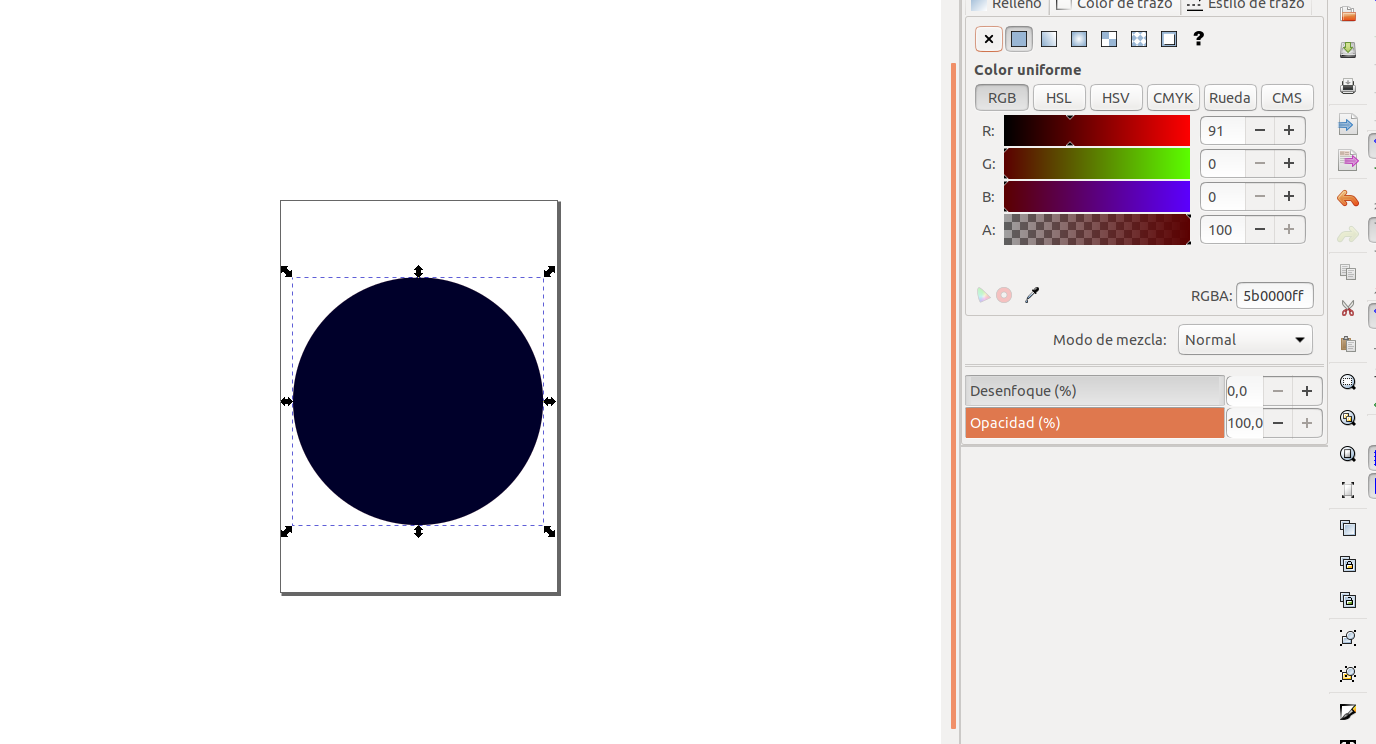 Relleno Color de trazo Estilo de trazo
?
Color uniforme
RGB HSL HSV CMYK Rueda CMS
R: 91
G: 0
B: 0
A: 100
RGBA: 5b0000ff
Modo de mezcla: Normal
Desenfoque (%) 0,0
Opacidad (%) 100,0